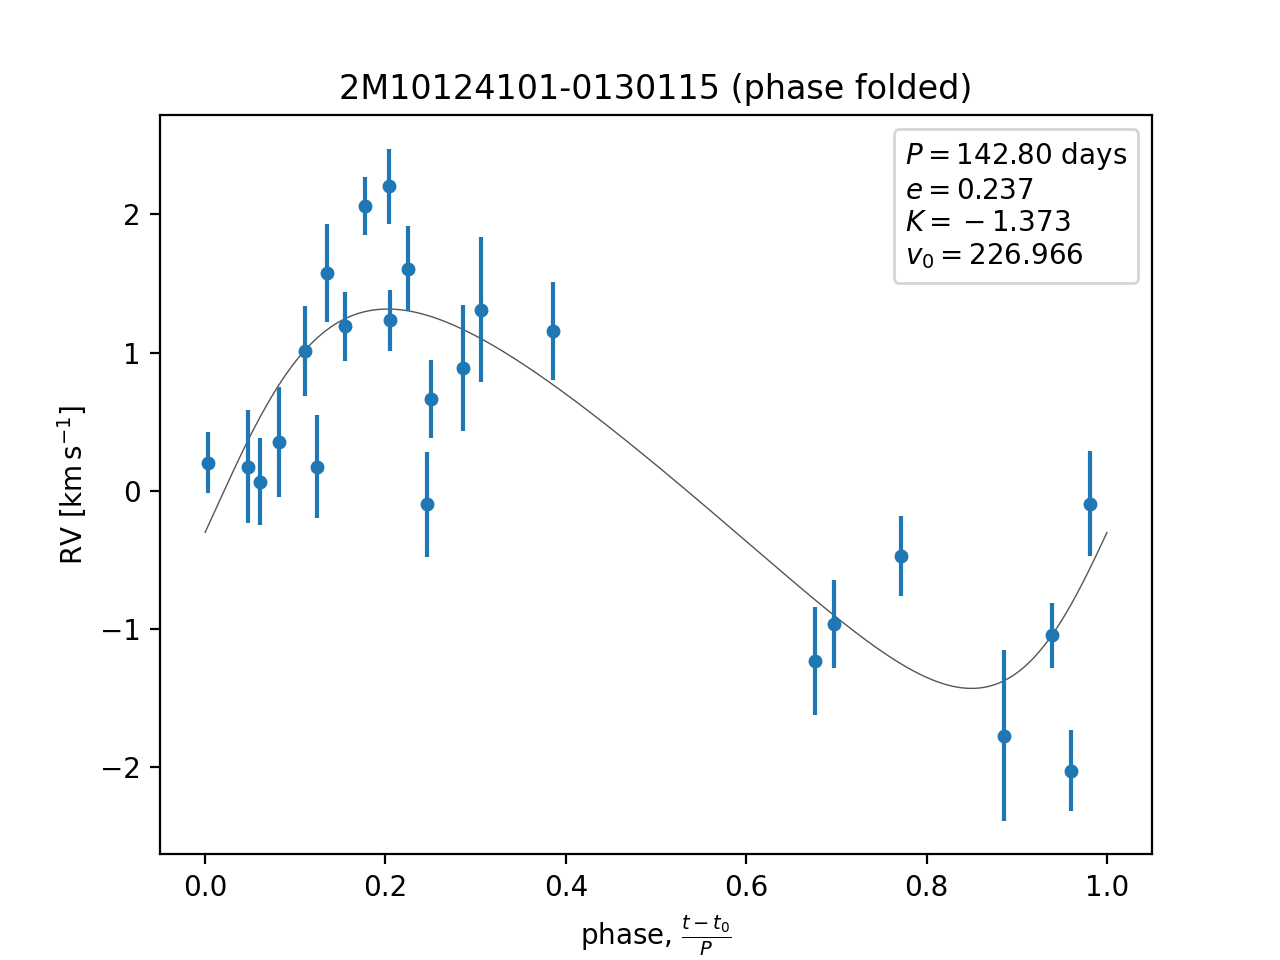 2M10124101-0130115 (phase folded)
P = 142.80 days
e = 0.237
K = −1.373
v₀ = 226.966
2
1
0
−1
−2
RV [km s⁻¹]
0.0 0.2 0.4 0.6 0.8 1.0
phase, (t − t₀)/P